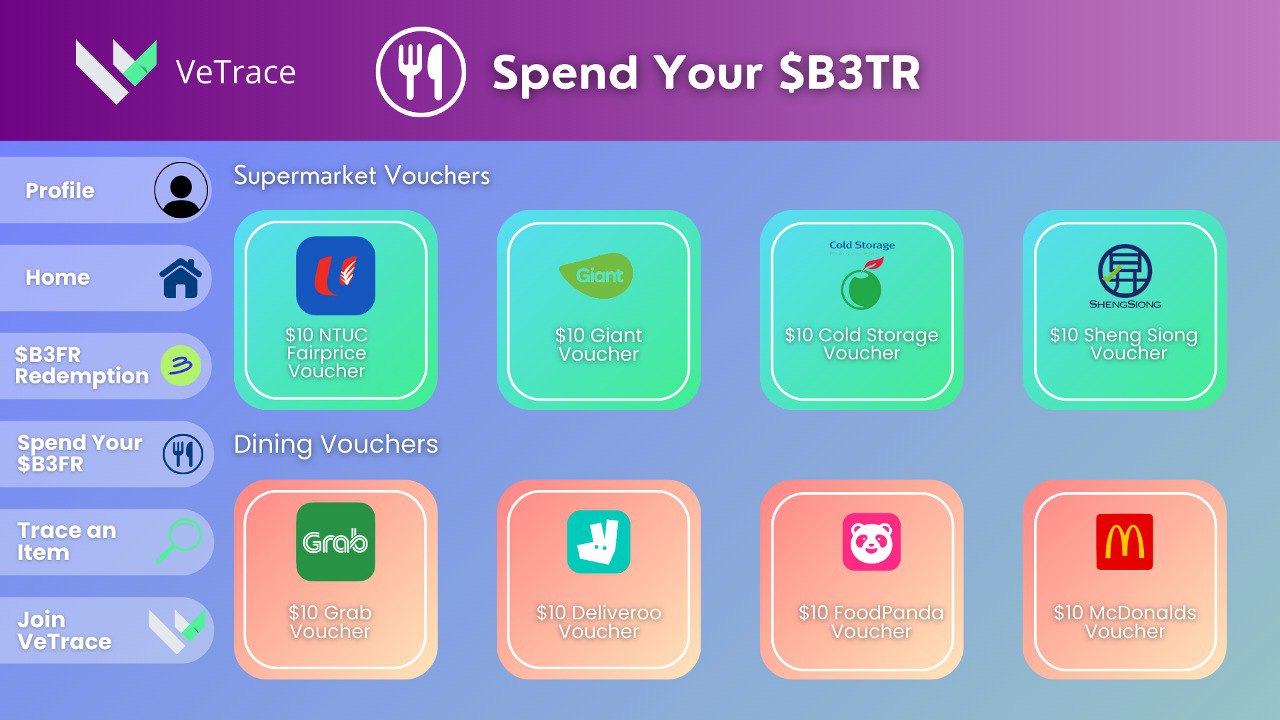 VeTrace
Spend Your $B3TR
Profile
Home
$B3FR
Redemption
Spend Your
$B3FR
Trace an
Item
Join
VeTrace
Supermarket Vouchers
$10 NTUC
Fairprice
Voucher
Giant
$10 Giant
Voucher
Cold Storage
$10 Cold Storage
Voucher
SHENGSIONG
$10 Sheng Siong
Voucher
Dining Vouchers
Grab
$10 Grab
Voucher
$10 Deliveroo
Voucher
$10 FoodPanda
Voucher
$10 McDonalds
Voucher